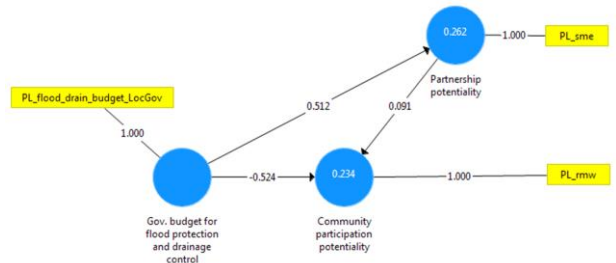 0.262
1.000
PL_sme
Partnership
potentiality
PL_flood_drain_budget_LocGov
0.091
0.512
1.000
-0.524
0.234
1.000
PL_rmw
Gov. budget for
flood protection
and drainage
control
Community
participation
potentiality